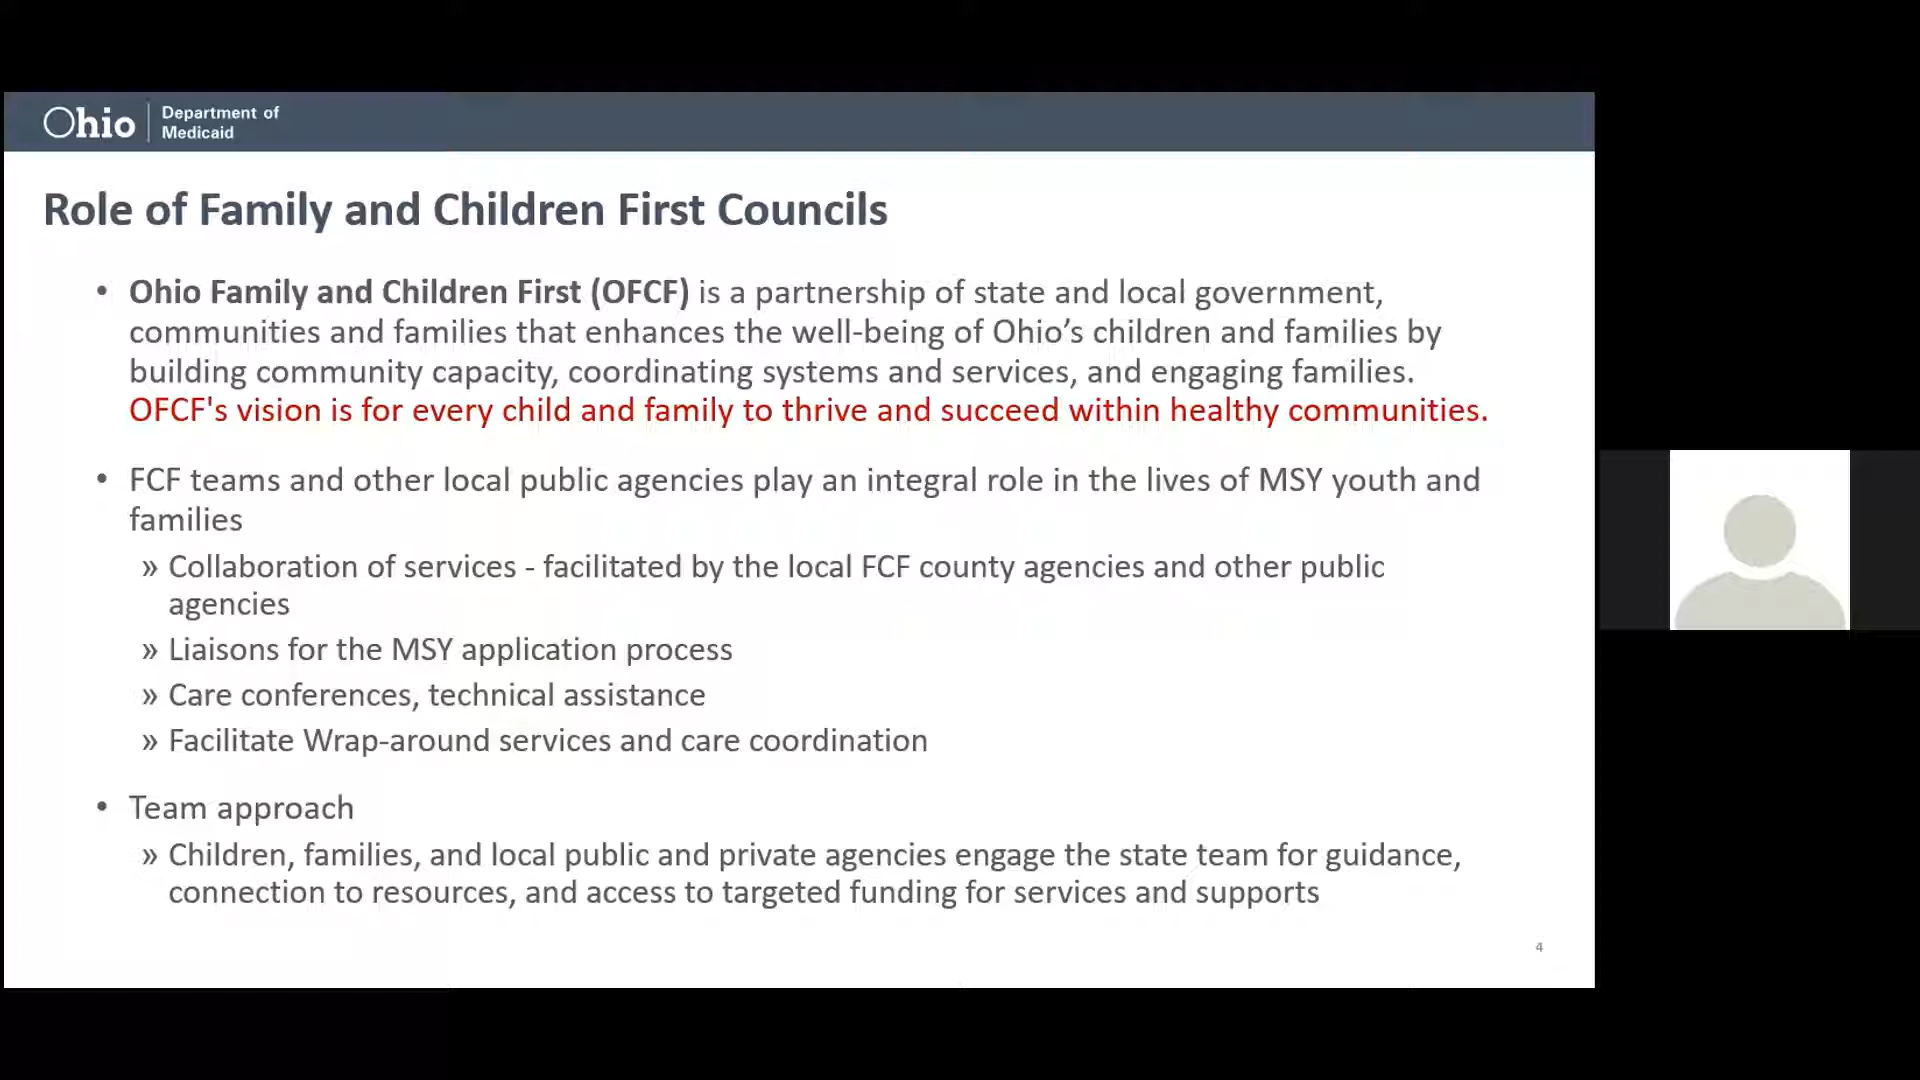 Ohio Department of
Medicaid
Role of Family and Children First Councils
• Ohio Family and Children First (OFCF) is a partnership of state and local government,
communities and families that enhances the well-being of Ohio’s children and families by
building community capacity, coordinating systems and services, and engaging families.
OFCF's vision is for every child and family to thrive and succeed within healthy communities.
• FCF teams and other local public agencies play an integral role in the lives of MSY youth and
families
» Collaboration of services - facilitated by the local FCF county agencies and other public
agencies
» Liaisons for the MSY application process
» Care conferences, technical assistance
» Facilitate Wrap-around services and care coordination
• Team approach
» Children, families, and local public and private agencies engage the state team for guidance,
connection to resources, and access to targeted funding for services and supports
4